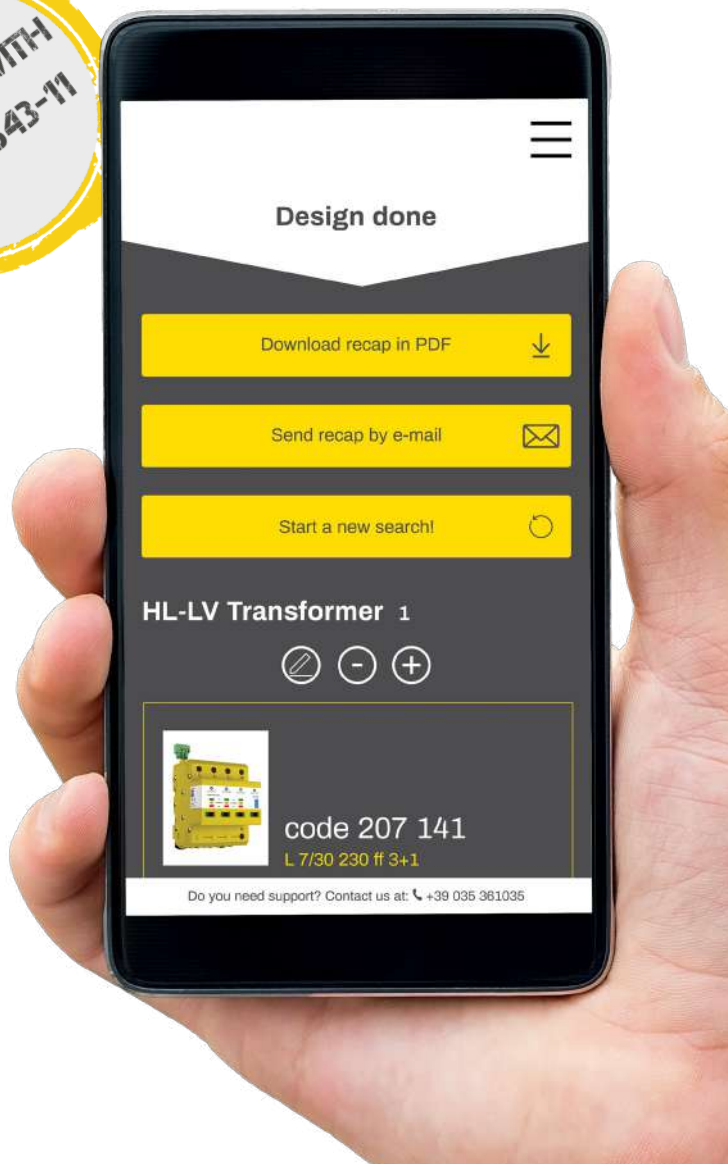 Design done
Download recap in PDF
Send recap by e-mail
Start a new search!
HL-LV Transformer 1
code 207 141
L 7/30 230 ff 3+1
Do you need support? Contact us at: +39 035 361035